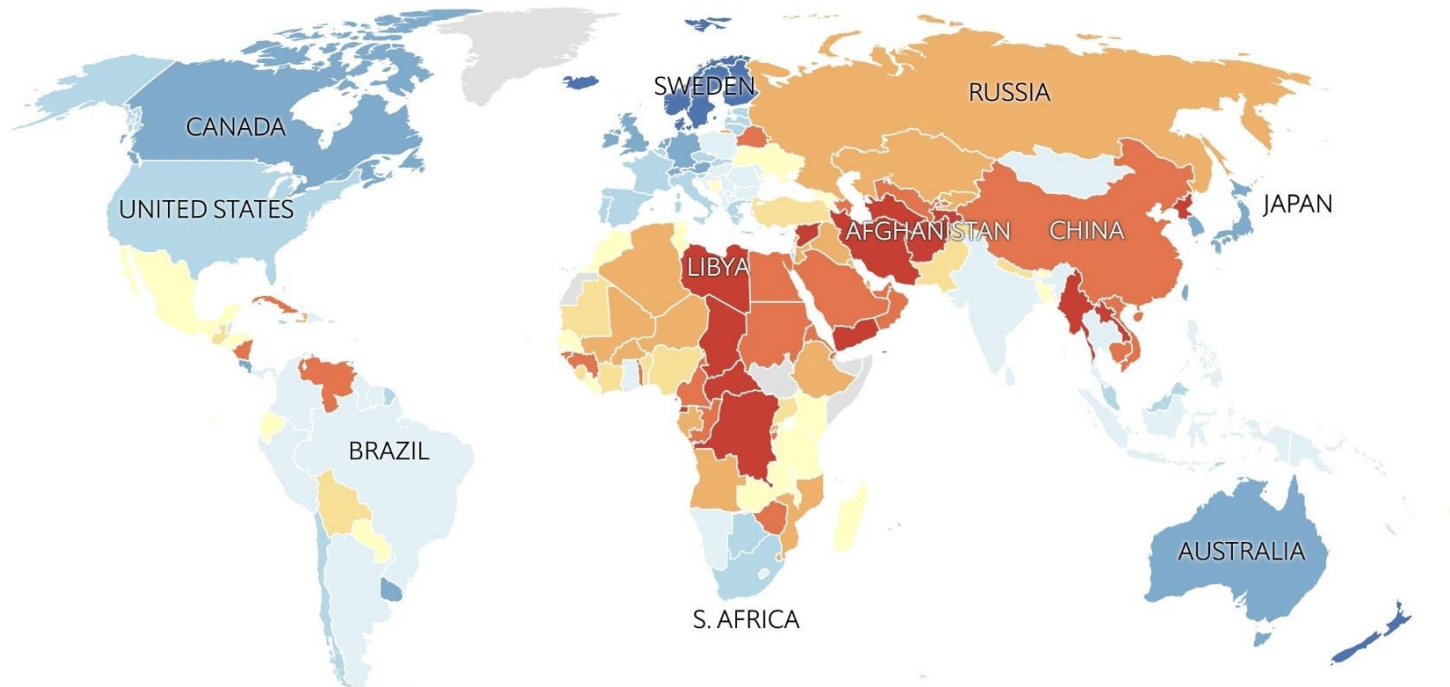 SWEDEN
RUSSIA
CANADA
UNITED STATES
JAPAN
AFGHANISTAN
CHINA
LIBYA
BRAZIL
AUSTRALIA
S. AFRICA